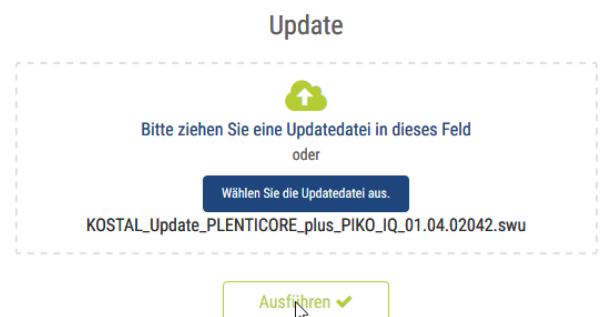 Update
Bitte ziehen Sie eine Updatedatei in dieses Feld
oder
Wählen Sie die Updatedatei aus.
KOSTAL_Update_PLENTICORE_plus_PIKO_IQ_01.04.02042.swu
Ausführen